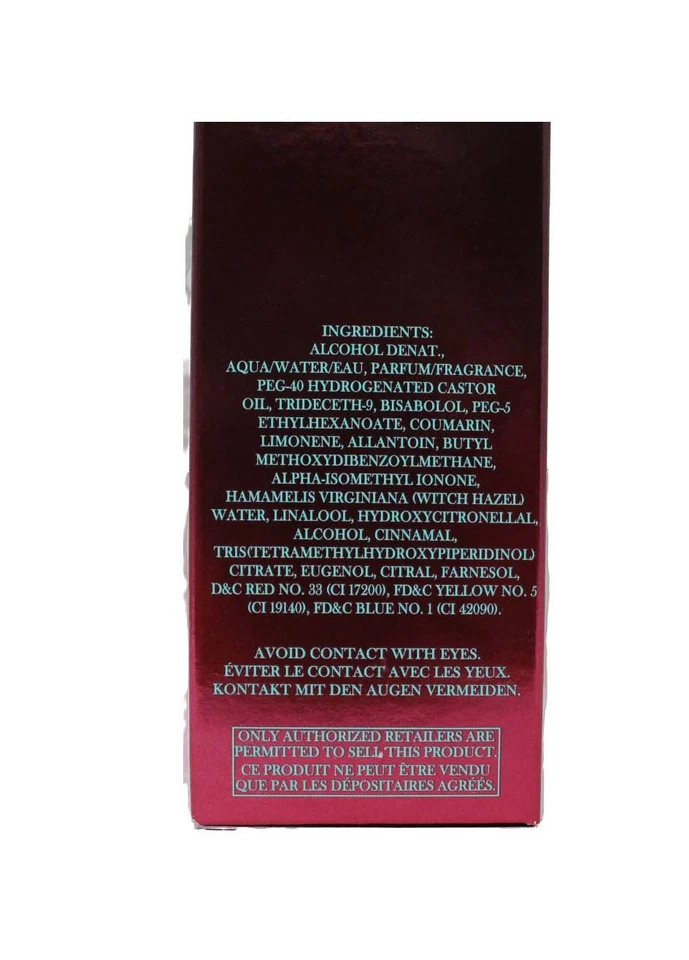 INGREDIENTS:
ALCOHOL DENAT.,
AQUA/WATER/EAU, PARFUM/FRAGRANCE,
PEG-40 HYDROGENATED CASTOR
OIL, TRIDECETH-9, BISABOLOL, PEG-5
ETHYLHEXANOATE, COUMARIN,
LIMONENE, ALLANTOIN, BUTYL
METHOXYDIBENZOYLMETHANE,
ALPHA-ISOMETHYL IONONE,
HAMAMELIS VIRGINIANA (WITCH HAZEL)
WATER, LINALOOL, HYDROXYCITRONELLAL,
ALCOHOL, CINNAMAL,
TRIS(TETRAMETHYLHYDROXYPIPERIDINOL)
CITRATE, EUGENOL, CITRAL, FARNESOL,
D&C RED NO. 33 (CI 17200), FD&C YELLOW NO. 5
(CI 19140), FD&C BLUE NO. 1 (CI 42090).
AVOID CONTACT WITH EYES.
ÉVITER LE CONTACT AVEC LES YEUX.
KONTAKT MIT DEN AUGEN VERMEIDEN.
ONLY AUTHORIZED RETAILERS ARE
PERMITTED TO SELL THIS PRODUCT.
CE PRODUIT NE PEUT ÊTRE VENDU
QUE PAR LES DÉPOSITAIRES AGRÉÉS.